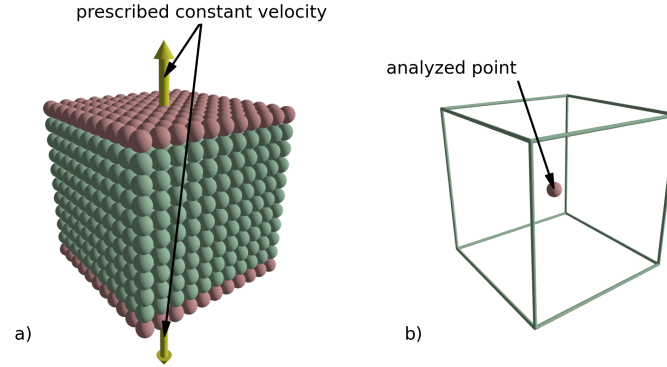 prescribed constant velocity
analyzed point
a)
b)